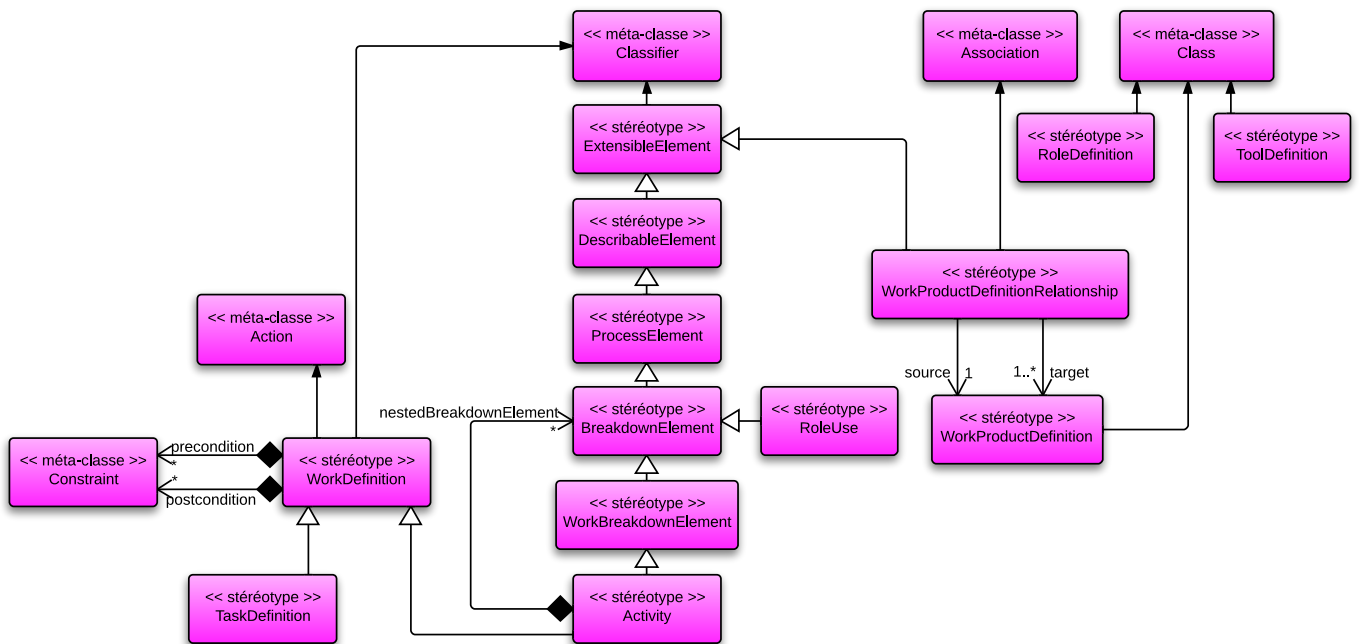 << méta-classe >>
Classifier
<< méta-classe >>
Association
<< méta-classe >>
Class
<< stéréotype >>
ExtensibleElement
<< stéréotype >>
RoleDefinition
<< stéréotype >>
ToolDefinition
<< stéréotype >>
DescribableElement
<< stéréotype >>
WorkProductDefinitionRelationship
<< méta-classe >>
Action
<< stéréotype >>
ProcessElement
source
1
1..*
target
nestedBreakdownElement
*
<< stéréotype >>
BreakdownElement
<< stéréotype >>
RoleUse
<< stéréotype >>
WorkProductDefinition
<< méta-classe >>
Constraint
precondition
*
*
postcondition
<< stéréotype >>
WorkDefinition
<< stéréotype >>
WorkBreakdownElement
<< stéréotype >>
TaskDefinition
<< stéréotype >>
Activity